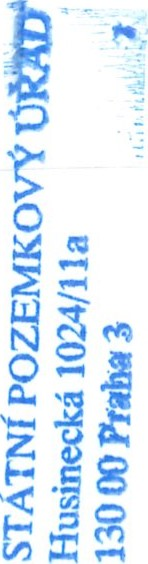 STÁTNÍ POZEMKOVÝ ÚŘAD
Husinecká 1024/11a
130 00 Praha 3